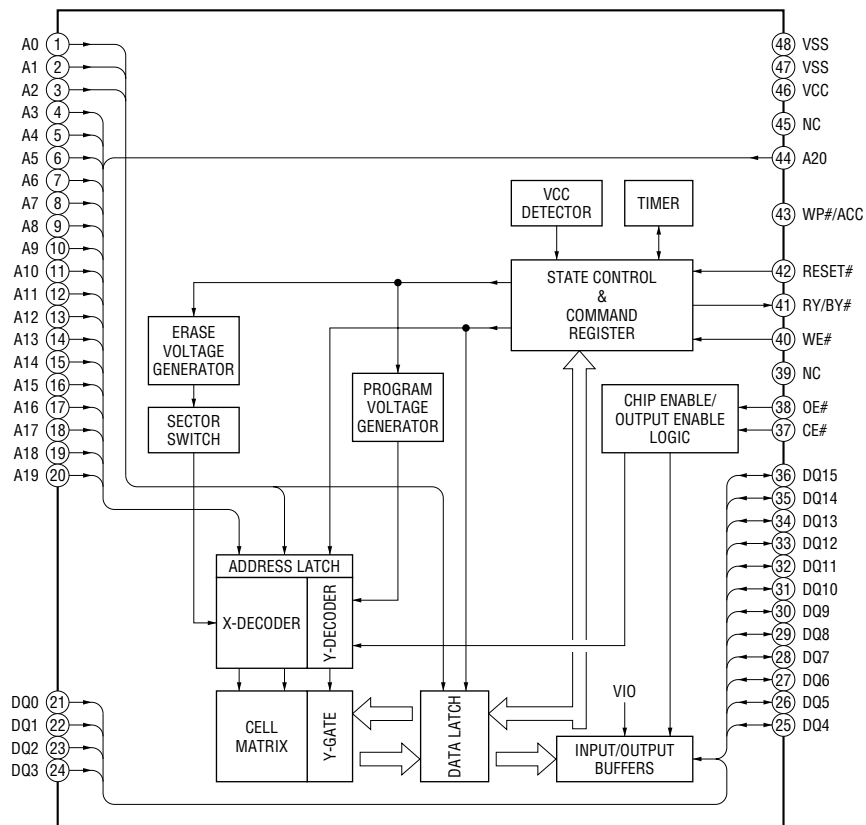 A0 1
A1 2
A2 3
A3 4
A4 5
A5 6
A6 7
A7 8
A8 9
A9 10
A10 11
A11 12
A12 13
A13 14
A14 15
A15 16
A16 17
A17 18
A18 19
A19 20
DQ0 21
DQ1 22
DQ2 23
DQ3 24
48 VSS
47 VSS
46 VCC
45 NC
44 A20
43 WP#/ACC
42 RESET#
41 RY/BY#
40 WE#
39 NC
38 OE#
37 CE#
36 DQ15
35 DQ14
34 DQ13
33 DQ12
32 DQ11
31 DQ10
30 DQ9
29 DQ8
28 DQ7
27 DQ6
26 DQ5
25 DQ4
VCC
DETECTOR
TIMER
STATE CONTROL
&
COMMAND
REGISTER
ERASE
VOLTAGE
GENERATOR
SECTOR
SWITCH
PROGRAM
VOLTAGE
GENERATOR
CHIP ENABLE/
OUTPUT ENABLE
LOGIC
ADDRESS LATCH
X-DECODER
Y-DECODER
CELL
MATRIX
Y-GATE
DATA LATCH
VIO
INPUT/OUTPUT
BUFFERS